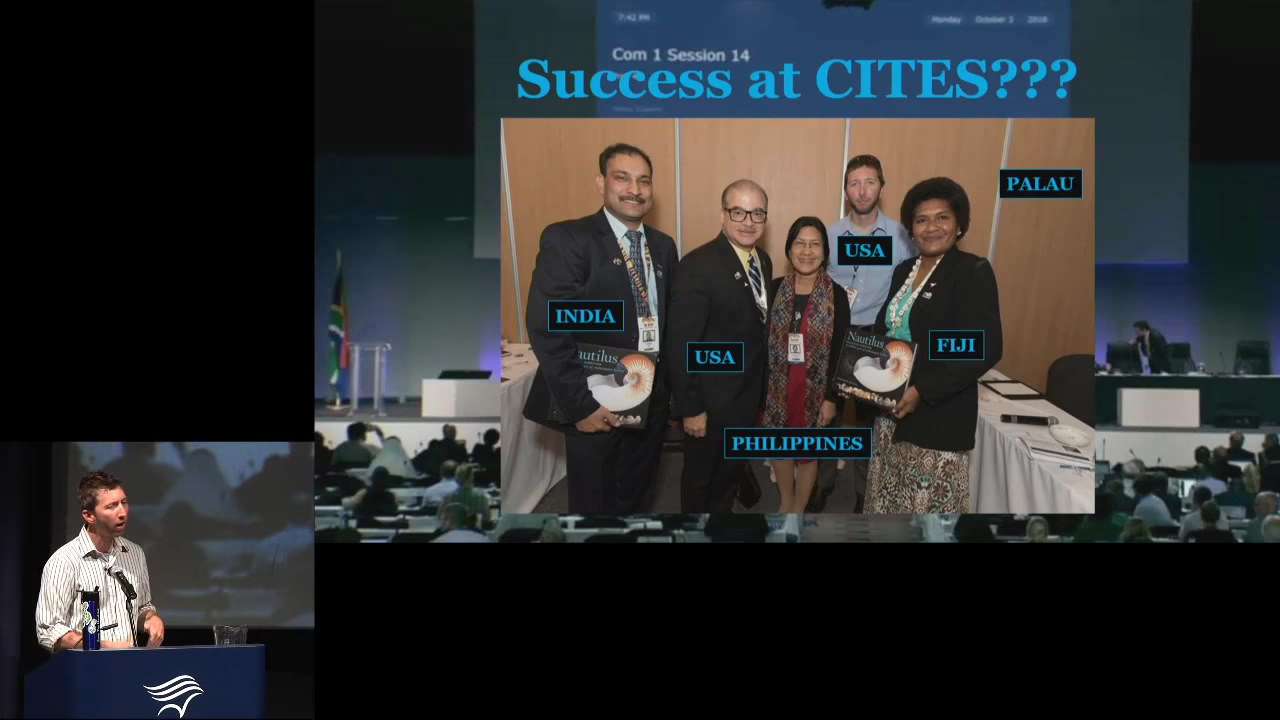 7:42 PM
Monday October 3 2016
Com 1 Session 14
Success at CITES???
PALAU
USA
INDIA
FIJI
USA
Nautilus
Nautilus
PHILIPPINES